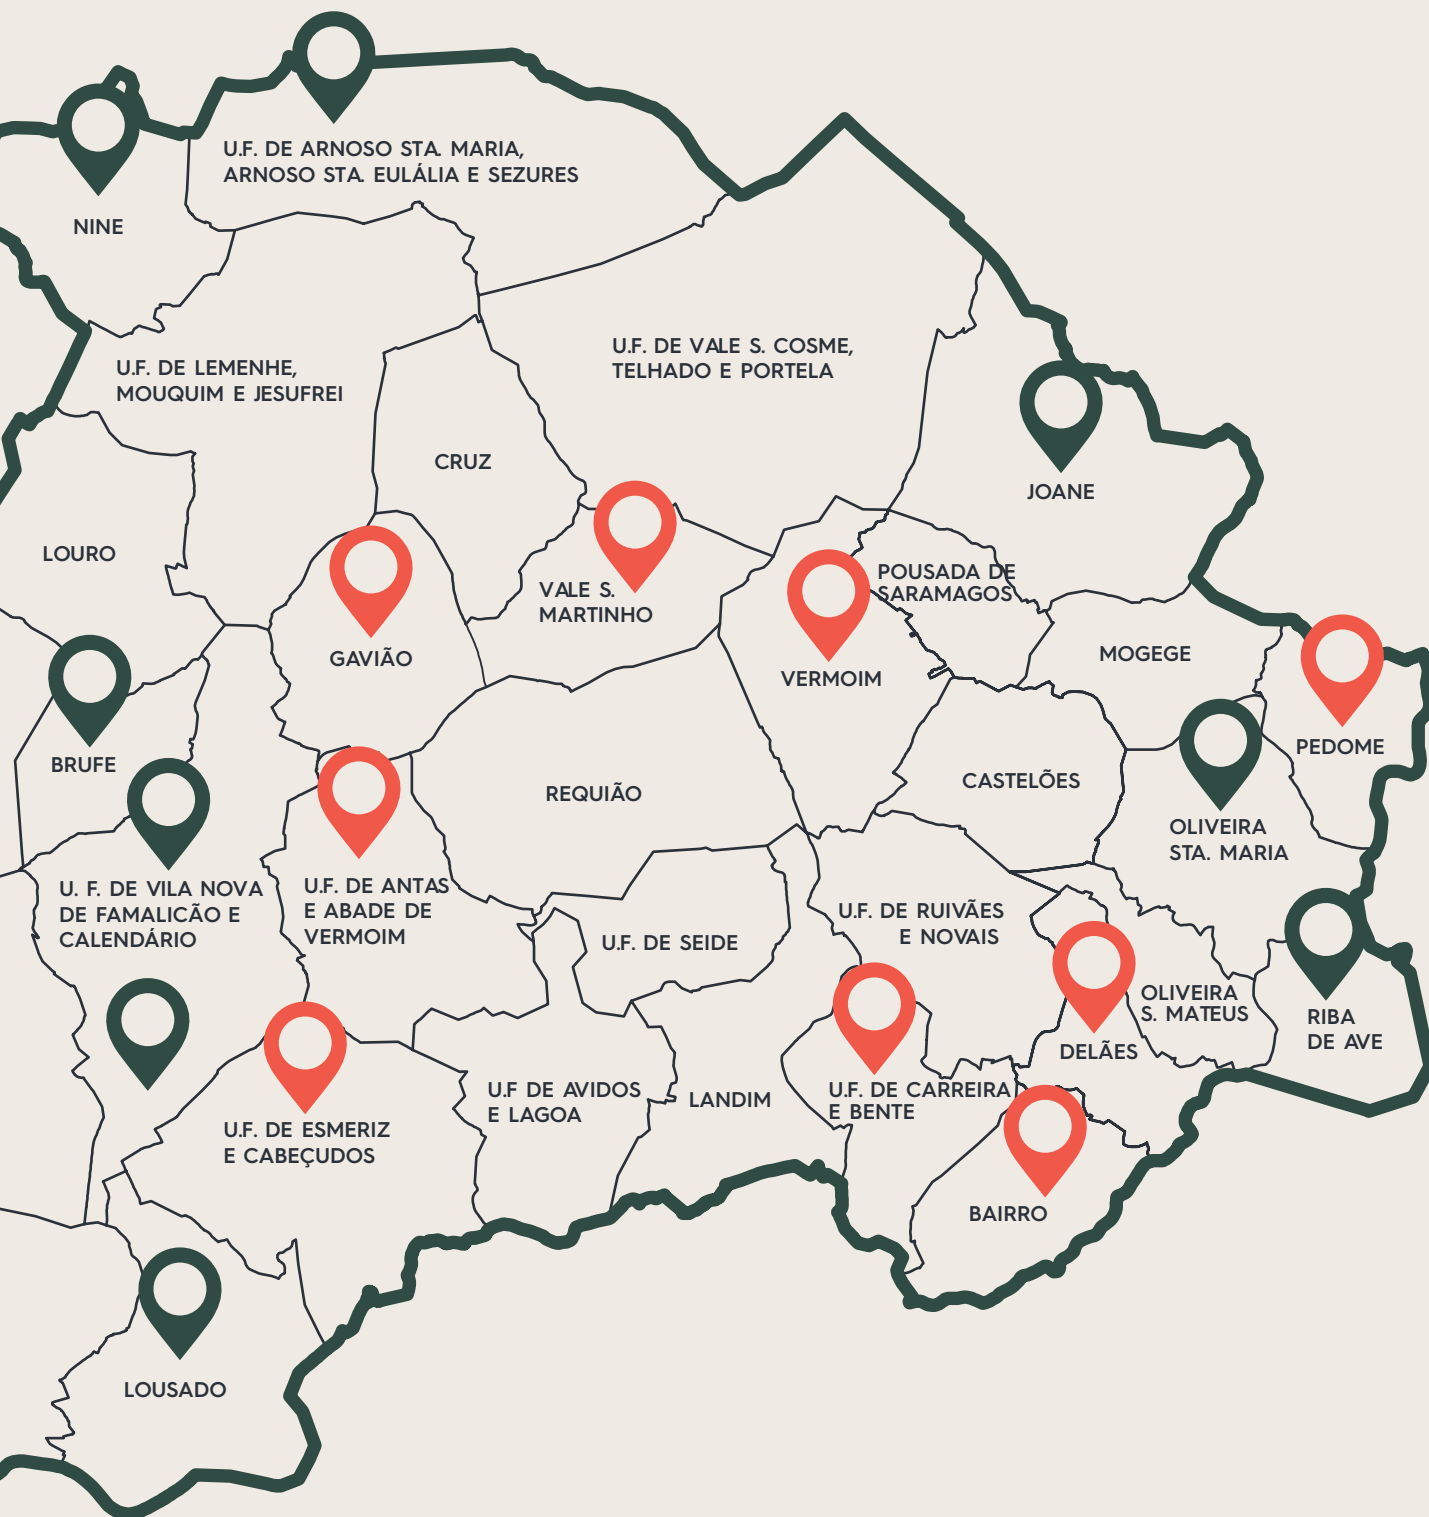 U.F. DE ARNOSO STA. MARIA,
ARNOSO STA. EULÁLIA E SEZURES
NINE
U.F. DE LEMENHE,
MOUQUIM E JESUFREI
U.F. DE VALE S. COSME,
TELHADO E PORTELA
CRUZ
JOANE
LOURO
VALE S.
MARTINHO
POUSADA DE
SARAMAGOS
GAVIÃO
VERMOIM
MOGEGE
PEDOME
BRUFE
REQUIÃO
CASTELÕES
OLIVEIRA
STA. MARIA
U. F. DE VILA NOVA
DE FAMALICÃO E
CALENDÁRIO
U.F. DE ANTAS
E ABADE DE
VERMOIM
U.F. DE SEIDE
U.F. DE RUIVÃES
E NOVAIS
OLIVEIRA
S. MATEUS
RIBA
DE AVE
DELÃES
U.F DE AVIDOS
E LAGOA
LANDIM
U.F. DE CARREIRA
E BENTE
U.F. DE ESMERIZ
E CABEÇUDOS
BAIRRO
LOUSADO